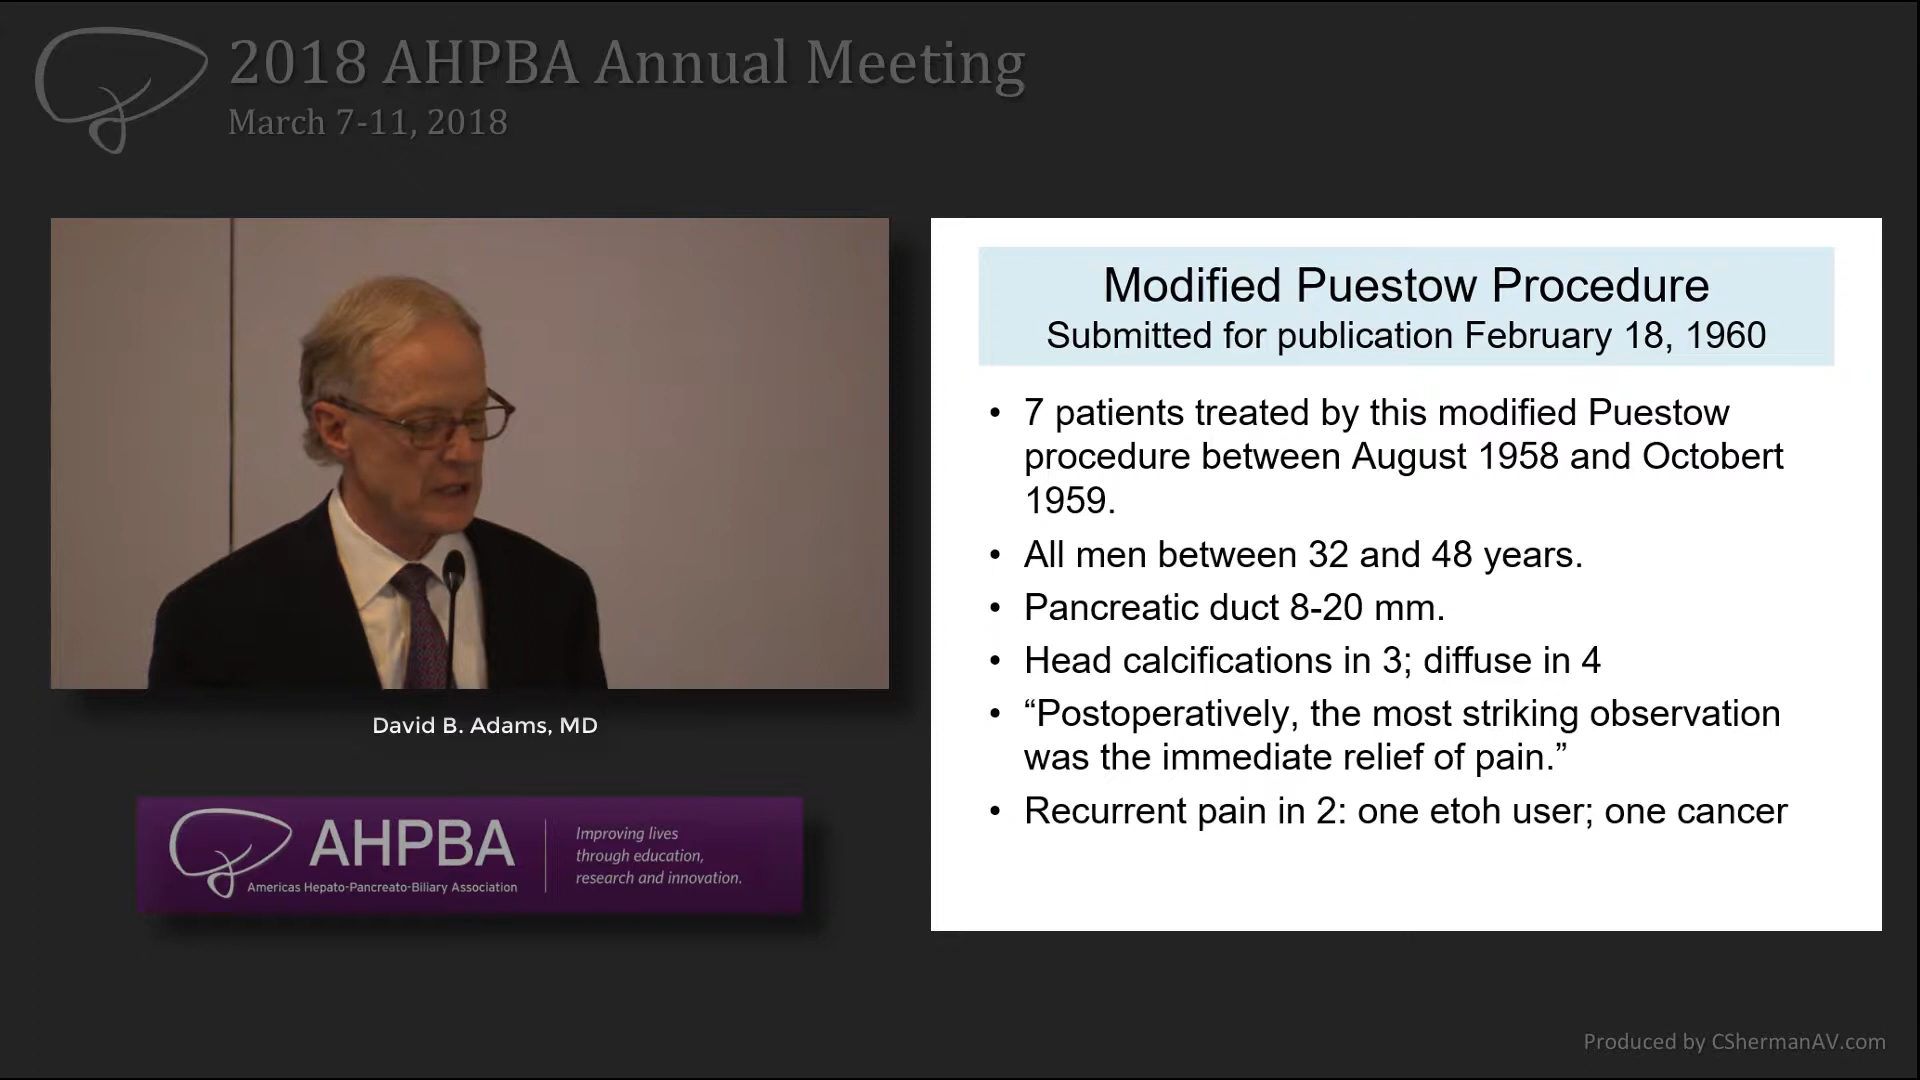 2018 AHPBA Annual Meeting
March 7-11, 2018
David B. Adams, MD
AHPBA
Americas Hepato-Pancreato-Biliary Association
Improving lives
through education,
research and innovation.
Modified Puestow Procedure
Submitted for publication February 18, 1960
• 7 patients treated by this modified Puestow
procedure between August 1958 and Octobert
1959.
• All men between 32 and 48 years.
• Pancreatic duct 8-20 mm.
• Head calcifications in 3; diffuse in 4
• “Postoperatively, the most striking observation
was the immediate relief of pain.”
• Recurrent pain in 2: one etoh user; one cancer
Produced by CShermanAV.com